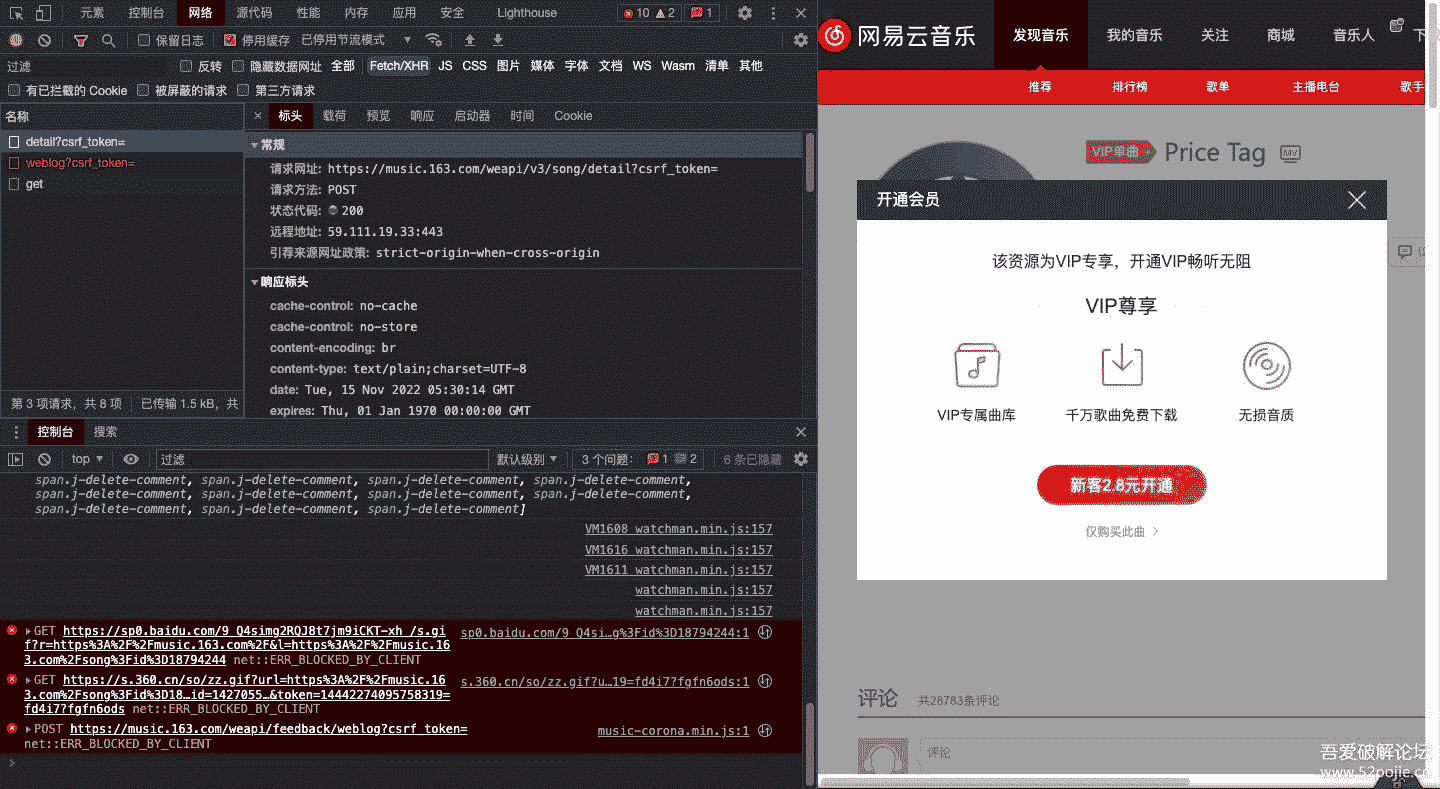 元素 控制台 网络 源代码 性能 内存 应用 安全 Lighthouse 10 2 1
保留日志 停用缓存 已停用节流模式
过滤 反转 隐藏数据网址 全部 Fetch/XHR JS CSS 图片 媒体 字体 文档 WS Wasm 清单 其他
有已拦截的 Cookie 被屏蔽的请求 第三方请求
名称
detail?csrf_token=
weblog?csrf_token=
get
第 3 项请求，共 8 项 已传输 1.5 kB，共
标头 载荷 预览 响应 启动器 时间 Cookie
常规
请求网址: https://music.163.com/weapi/v3/song/detail?csrf_token=
请求方法: POST
状态代码: 200
远程地址: 59.111.19.33:443
引荐来源网址政策: strict-origin-when-cross-origin
响应标头
cache-control: no-cache
cache-control: no-store
content-encoding: br
content-type: text/plain;charset=UTF-8
date: Tue, 15 Nov 2022 05:30:14 GMT
expires: Thu, 01 Jan 1970 00:00:00 GMT
控制台 搜索
top 过滤 默认级别 3 个问题: 1 2 6 条已隐藏
span.j-delete-comment, span.j-delete-comment, span.j-delete-comment, span.j-delete-comment,
span.j-delete-comment, span.j-delete-comment, span.j-delete-comment, span.j-delete-comment,
span.j-delete-comment, span.j-delete-comment, span.j-delete-comment]
VM1608 watchman.min.js:157
VM1616 watchman.min.js:157
VM1611 watchman.min.js:157
watchman.min.js:157
watchman.min.js:157
GET https://sp0.baidu.com/9_Q4simg2RQJ8t7jm9iCKT-xh_/s.gi sp0.baidu.com/9_Q4si…g%3Fid%3D18794244:1
f?r=https%3A%2F%2Fmusic.163.com%2F&l=https%3A%2F%2Fmusic.16
3.com%2Fsong%3Fid%3D18794244 net::ERR_BLOCKED_BY_CLIENT
GET https://s.360.cn/so/zz.gif?url=https%3A%2F%2Fmusic.16 s.360.cn/so/zz.gif?u…19=fd4i7?fgfn6ods:1
3.com%2Fsong%3Fid%3D18…id=1427055…&token=14442274095758319=
fd4i7?fgfn6ods net::ERR_BLOCKED_BY_CLIENT
POST https://music.163.com/weapi/feedback/weblog?csrf_token= music-corona.min.js:1
net::ERR_BLOCKED_BY_CLIENT
网易云音乐 发现音乐 我的音乐 关注 商城 音乐人 下
推荐 排行榜 歌单 主播电台 歌手
VIP单曲 Price Tag MV
开通会员
该资源为VIP专享，开通VIP畅听无阻
VIP尊享
VIP专属曲库 千万歌曲免费下载 无损音质
新客2.8元开通
仅购买此曲
评论 共28783条评论
评论
吾爱破解论坛
www.52pojie.cn